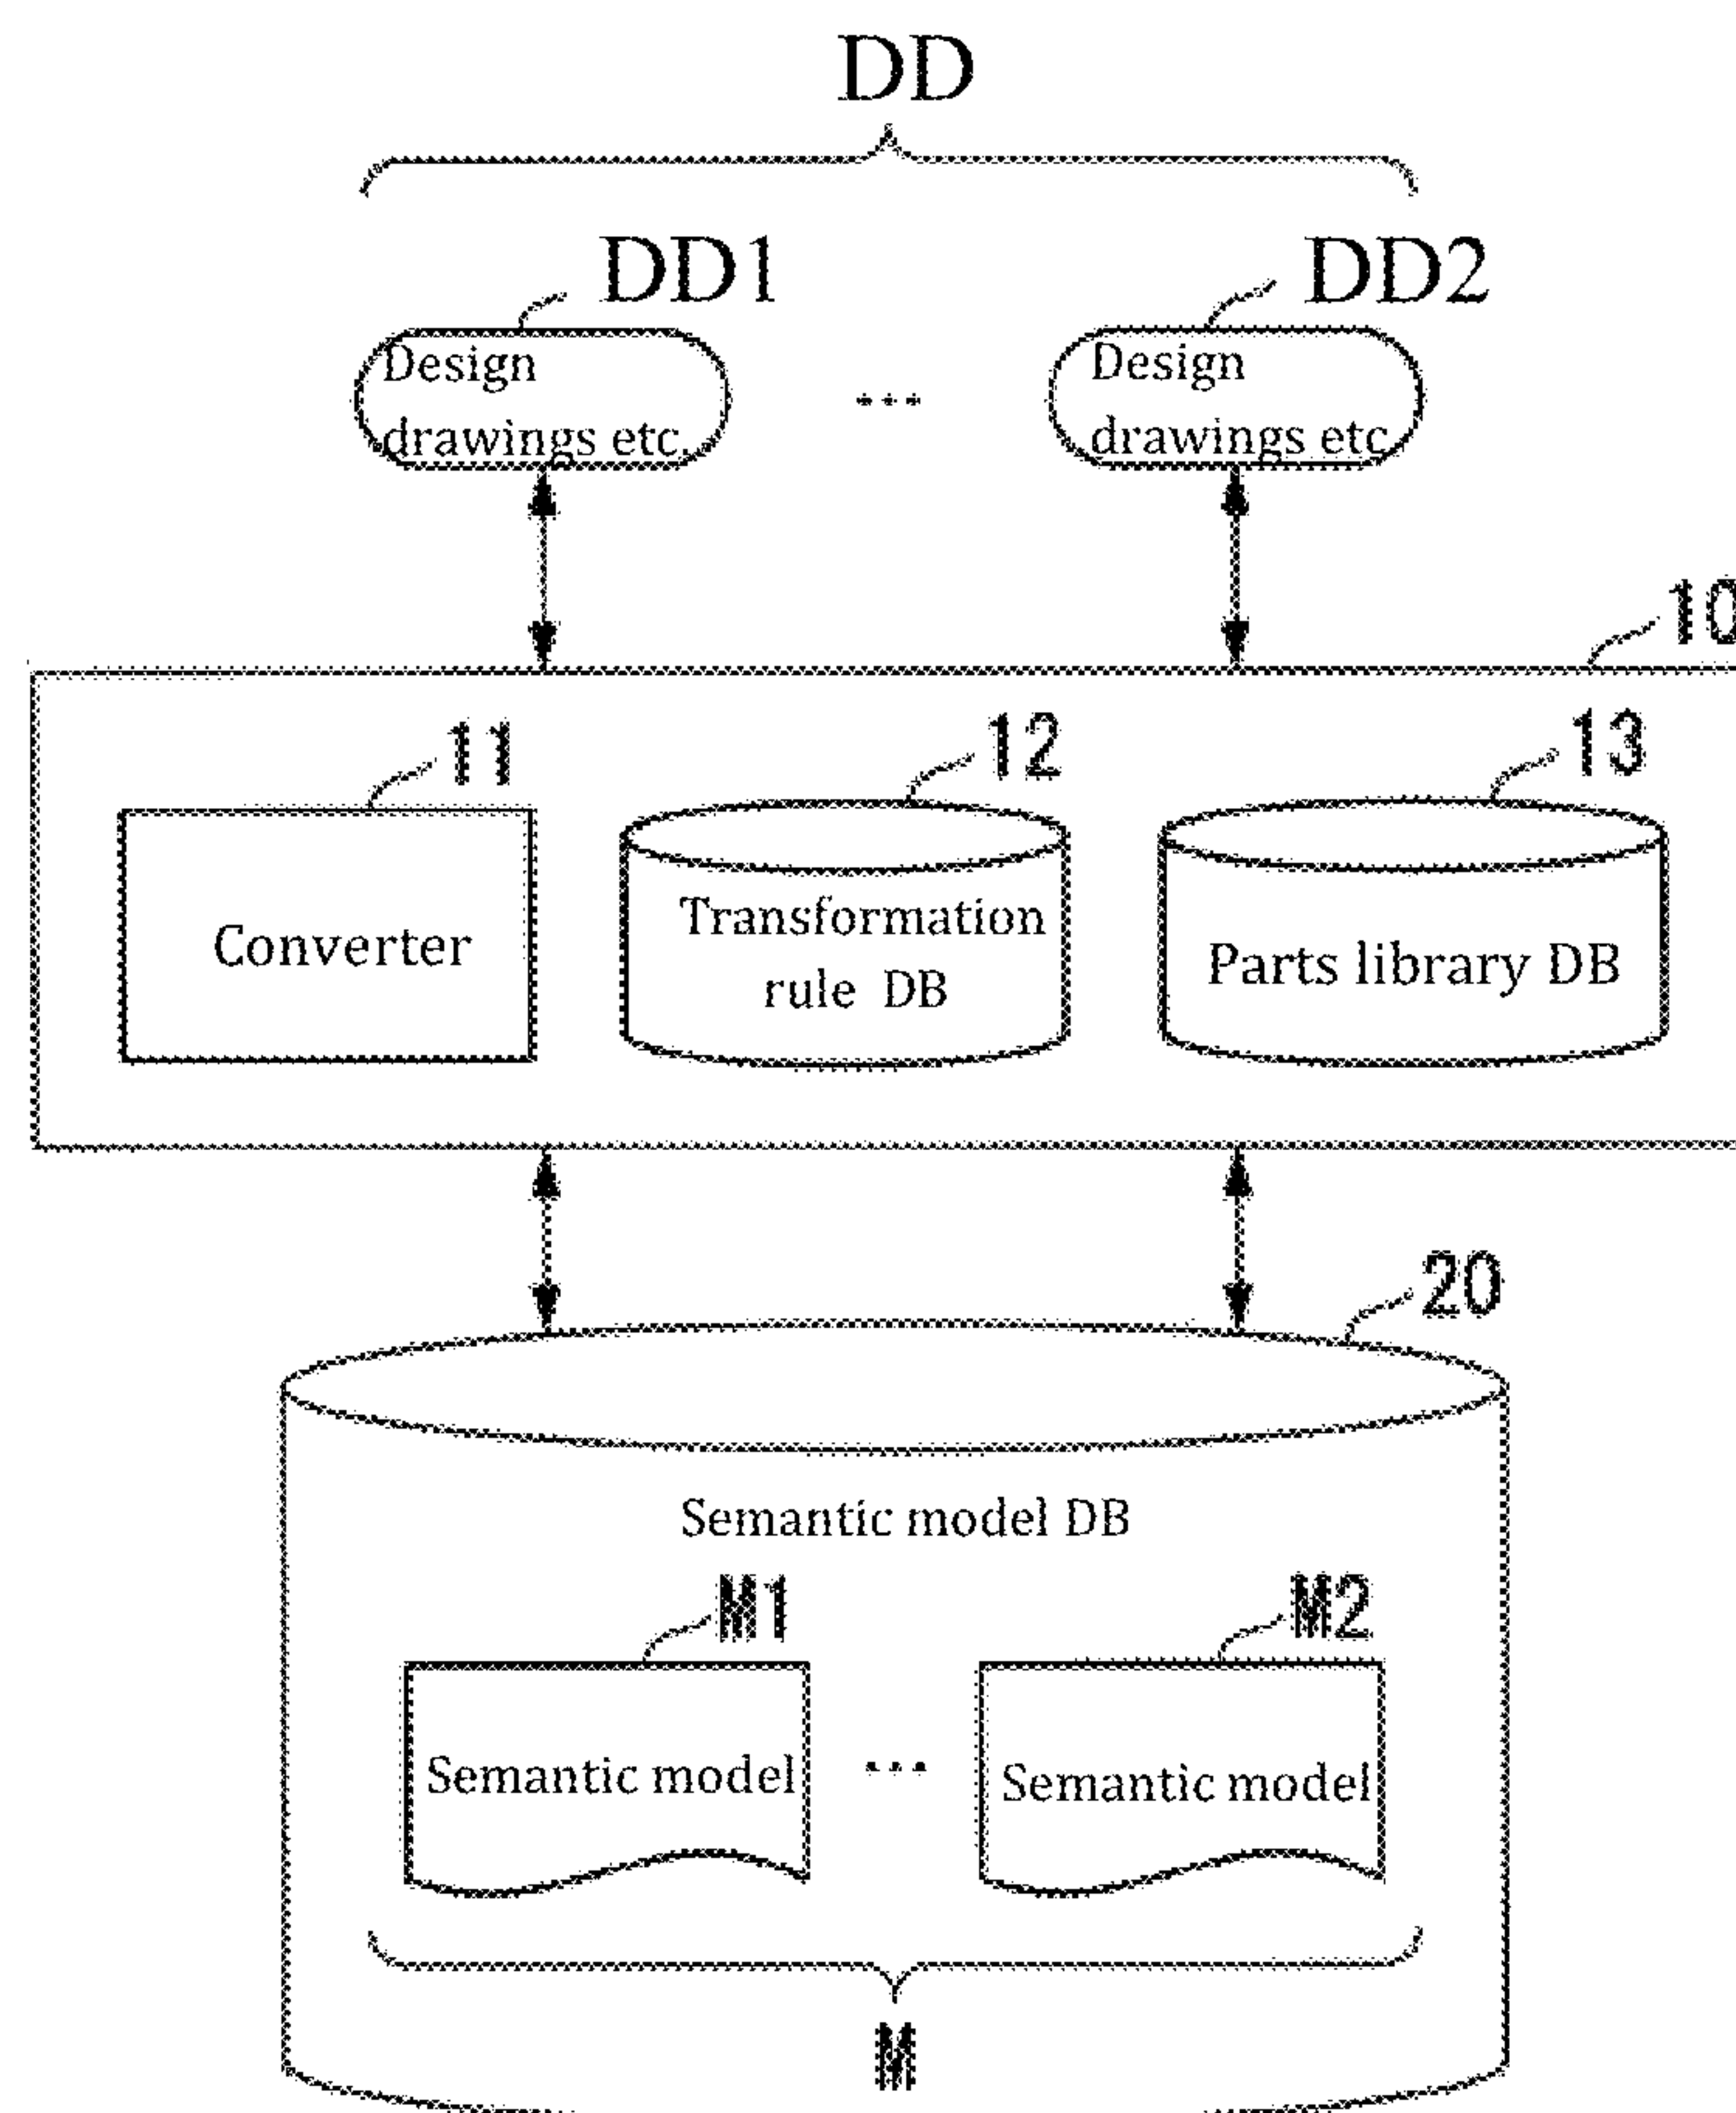 DD
DD1
DD2
Design
drawings etc.
...
Design
drawings etc
10
11
12
13
Converter
Transformation
rule DB
Parts library DB
20
Semantic model DB
M1
M2
Semantic model
...
Semantic model
M